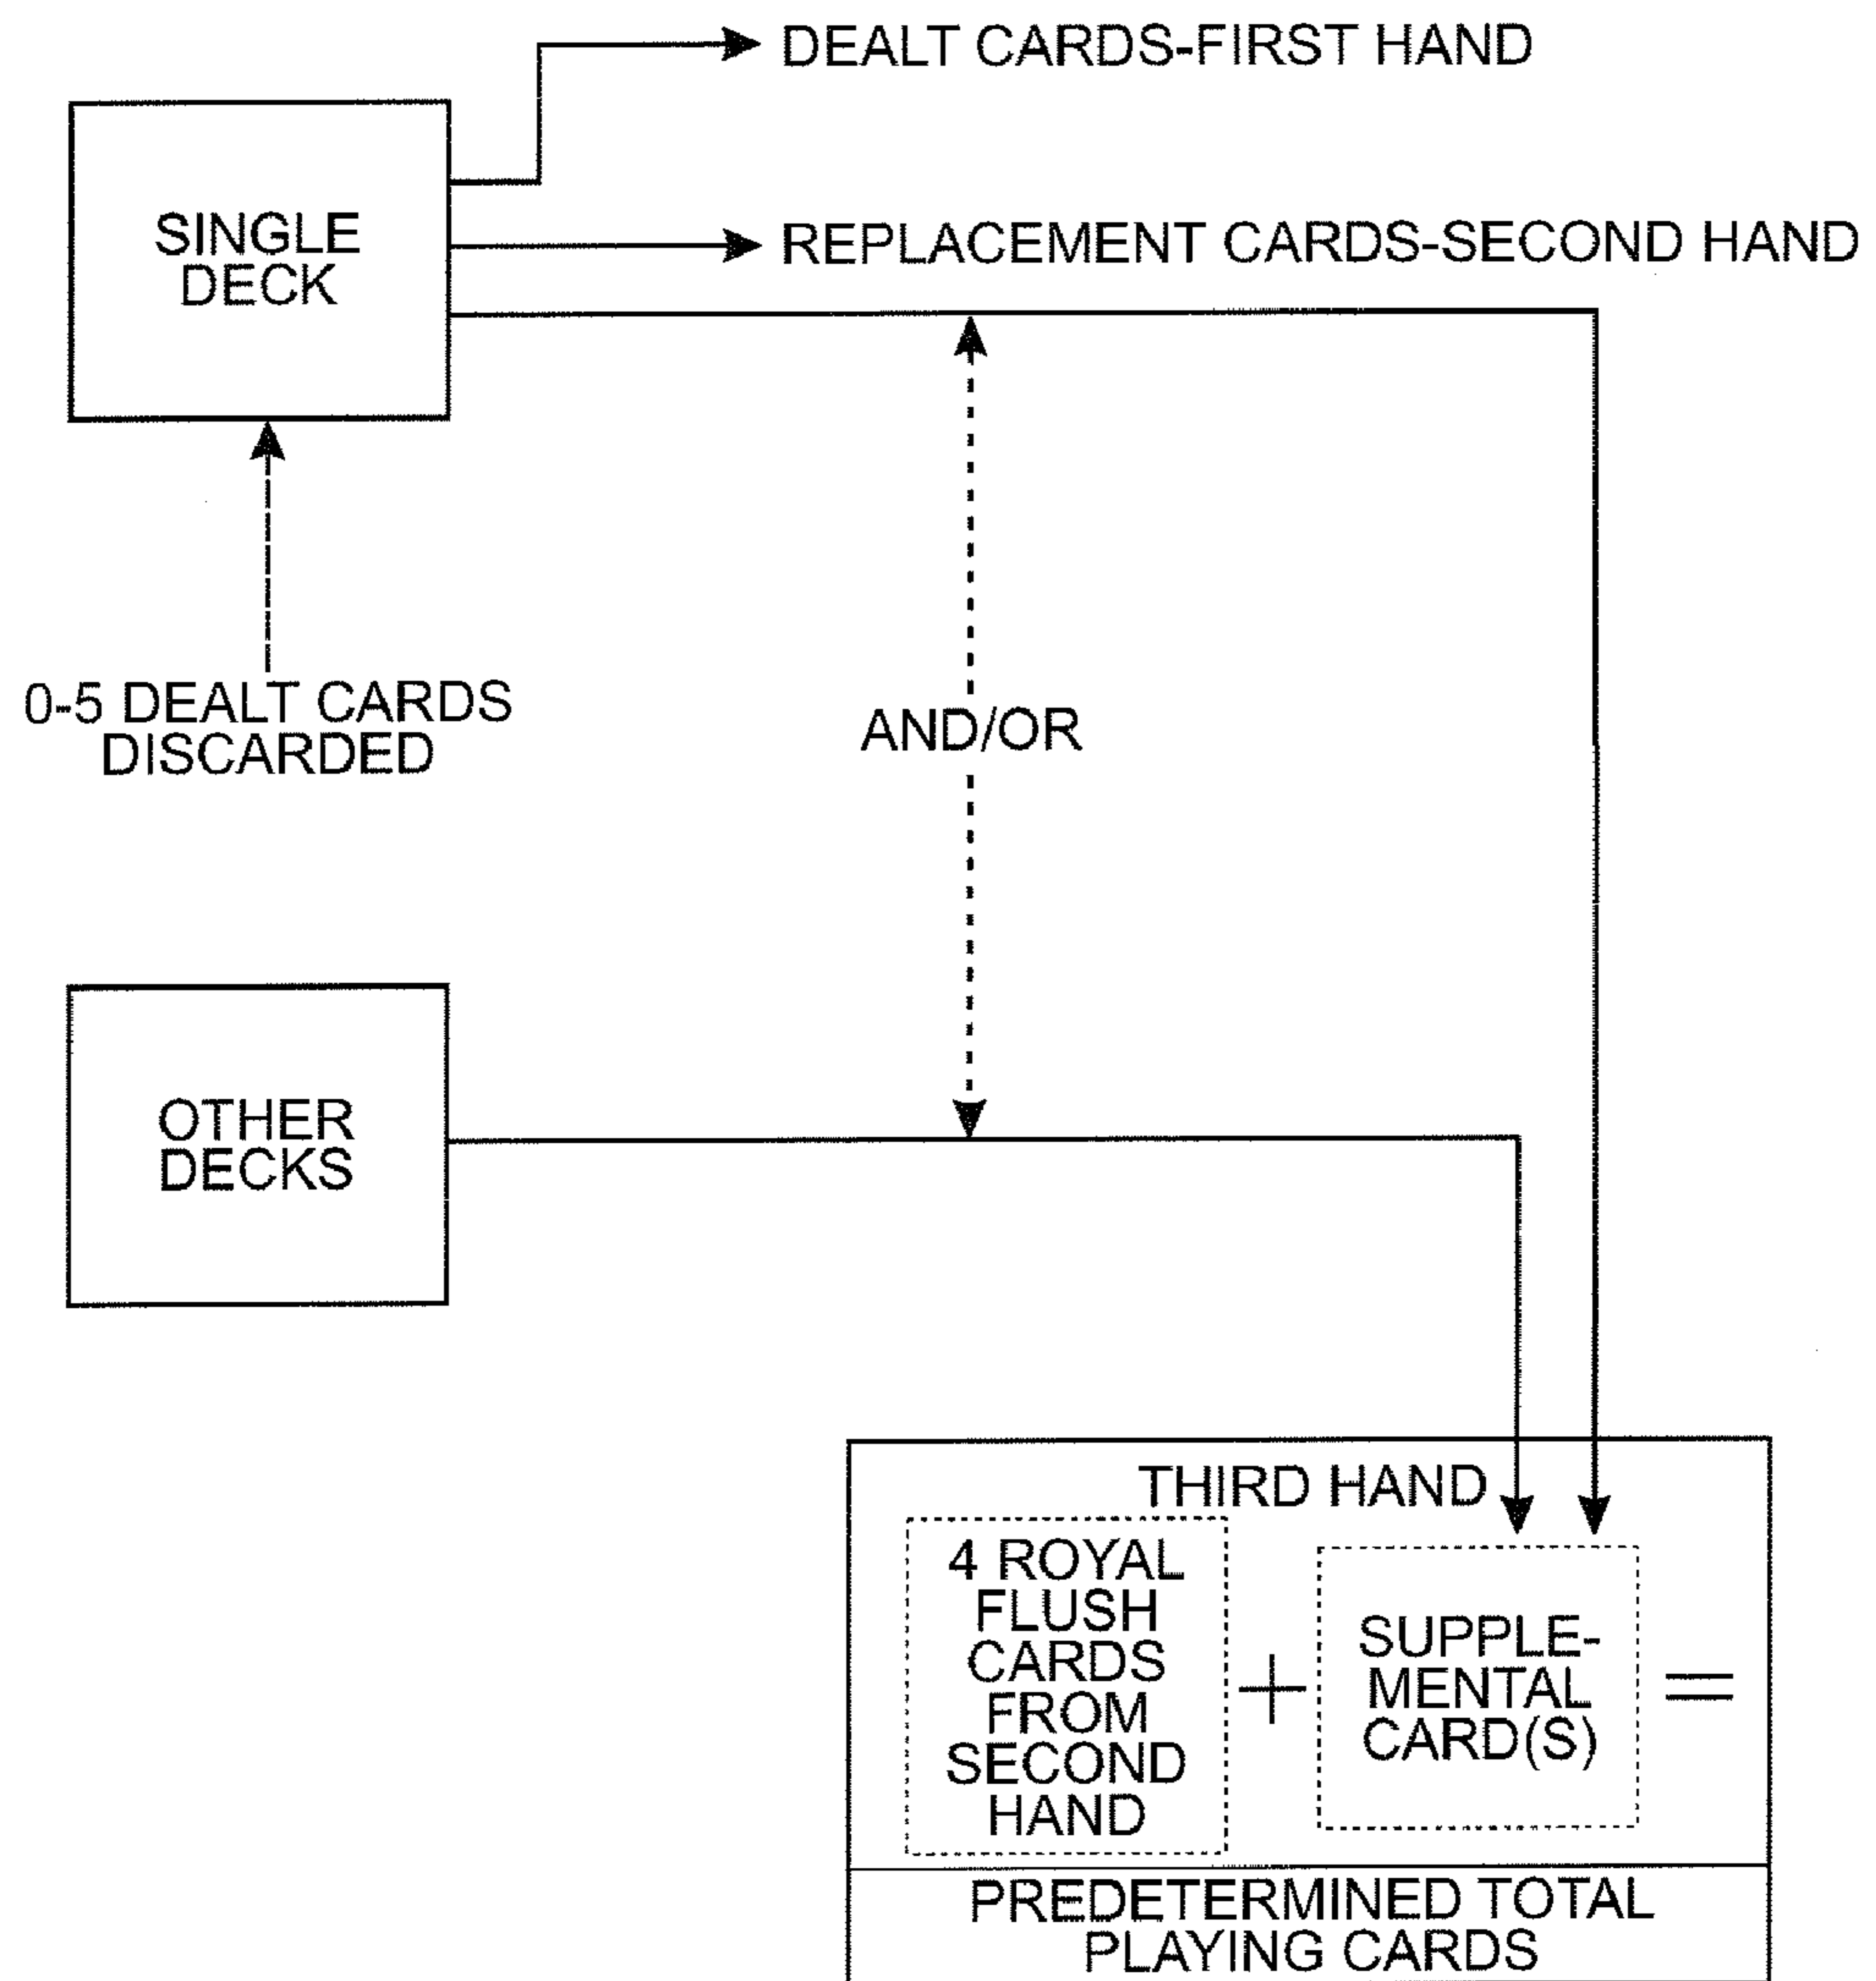 DEALT CARDS-FIRST HAND
SINGLE
DECK
REPLACEMENT CARDS-SECOND HAND
0-5 DEALT CARDS
DISCARDED
AND/OR
OTHER
DECKS
THIRD HAND
4 ROYAL
FLUSH
CARDS
FROM
SECOND
HAND
+
SUPPLE-
MENTAL
CARD(S)
=
PREDETERMINED TOTAL
PLAYING CARDS